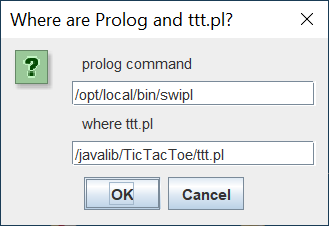 Where are Prolog and ttt.pl?
prolog command
/opt/local/bin/swipl
where ttt.pl
/javalib/TicTacToe/ttt.pl
OK Cancel